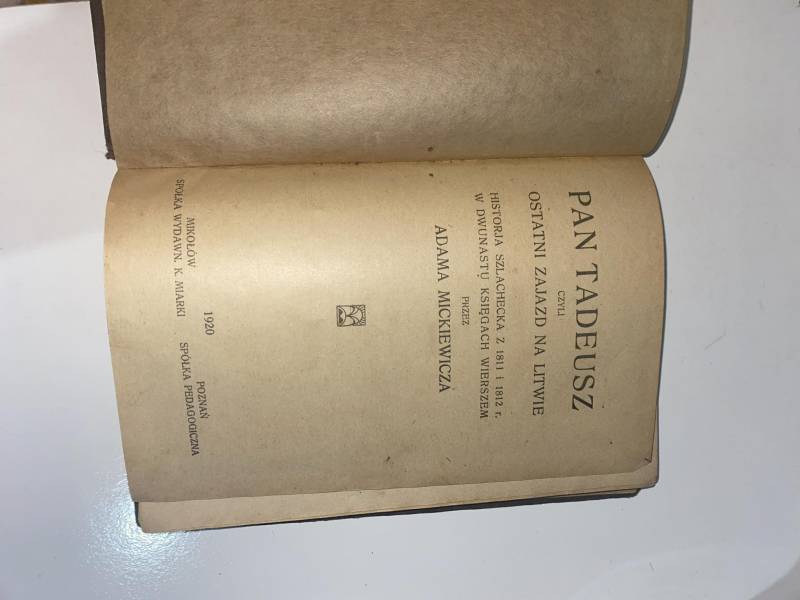 PAN TADEUSZ
CZYLI
OSTATNI ZAJAZD NA LITWIE
HISTORJA SZLACHECKA Z 1811 i 1812 r.
W DWUNASTU KSIĘGACH WIERSZEM
PRZEZ
ADAMA MICKIEWICZA
1920
MIKOŁÓW
SPÓŁKA WYDAWN. K. MIARKI
POZNAŃ
SPÓŁKA PEDAGOGICZNA